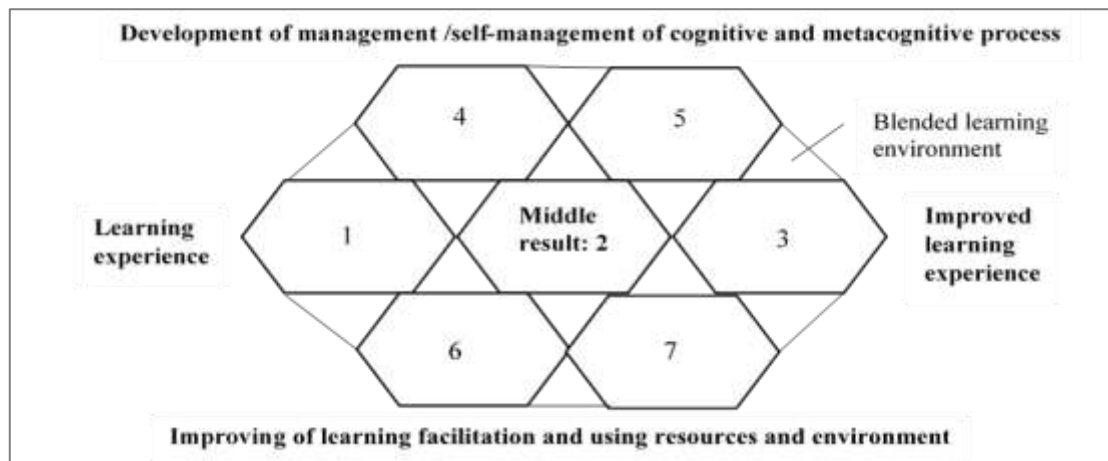 Development of management /self-management of cognitive and metacognitive process
4
5
Blended learning
environment
Learning
experience
1
Middle
result: 2
3
Improved
learning
experience
6
7
Improving of learning facilitation and using resources and environment